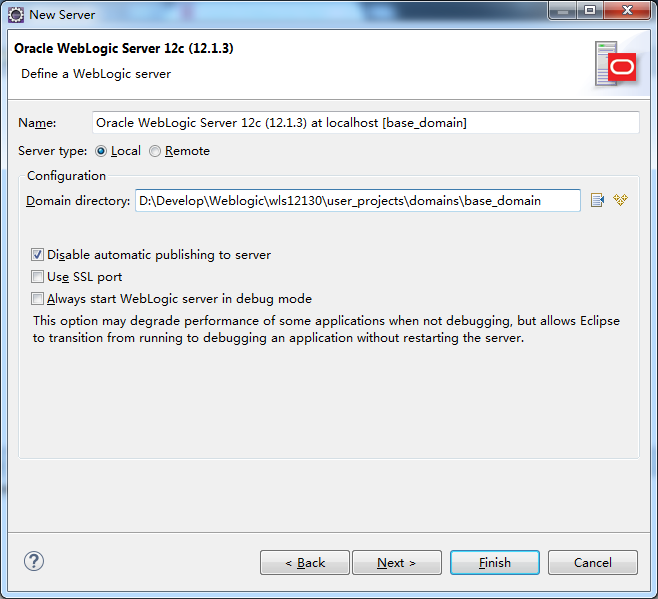 New Server
Oracle WebLogic Server 12c (12.1.3)
Define a WebLogic server
Name: Oracle WebLogic Server 12c (12.1.3) at localhost [base_domain]
Server type: Local Remote
Configuration
Domain directory: D:\Develop\Weblogic\wls12130\user_projects\domains\base_domain
Disable automatic publishing to server
Use SSL port
Always start WebLogic server in debug mode
This option may degrade performance of some applications when not debugging, but allows Eclipse
to transition from running to debugging an application without restarting the server.
? < Back Next > Finish Cancel